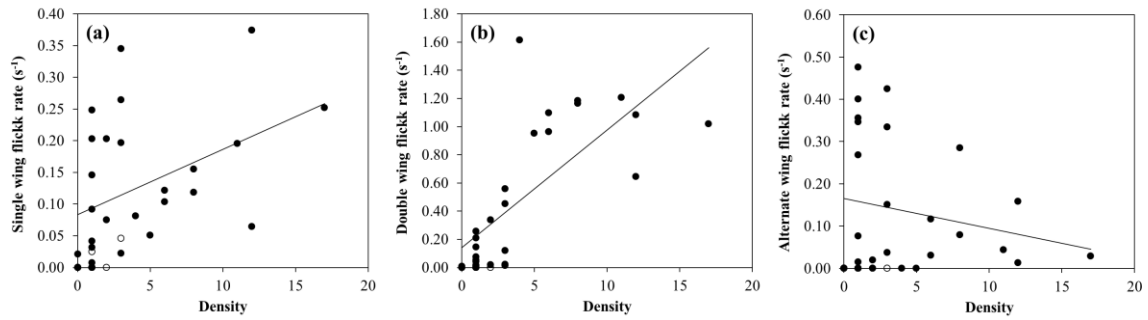 (a)
Single wing flickk rate (s⁻¹)
0.40
0.35
0.30
0.25
0.20
0.15
0.10
0.05
0.00
0 5 10 15 20
Density
(b)
Double wing flickk rate (s⁻¹)
1.80
1.60
1.40
1.20
1.00
0.80
0.60
0.40
0.20
0.00
0 5 10 15 20
Density
(c)
Alternate wing flickk rate (s⁻¹)
0.60
0.50
0.40
0.30
0.20
0.10
0.00
0 5 10 15 20
Density